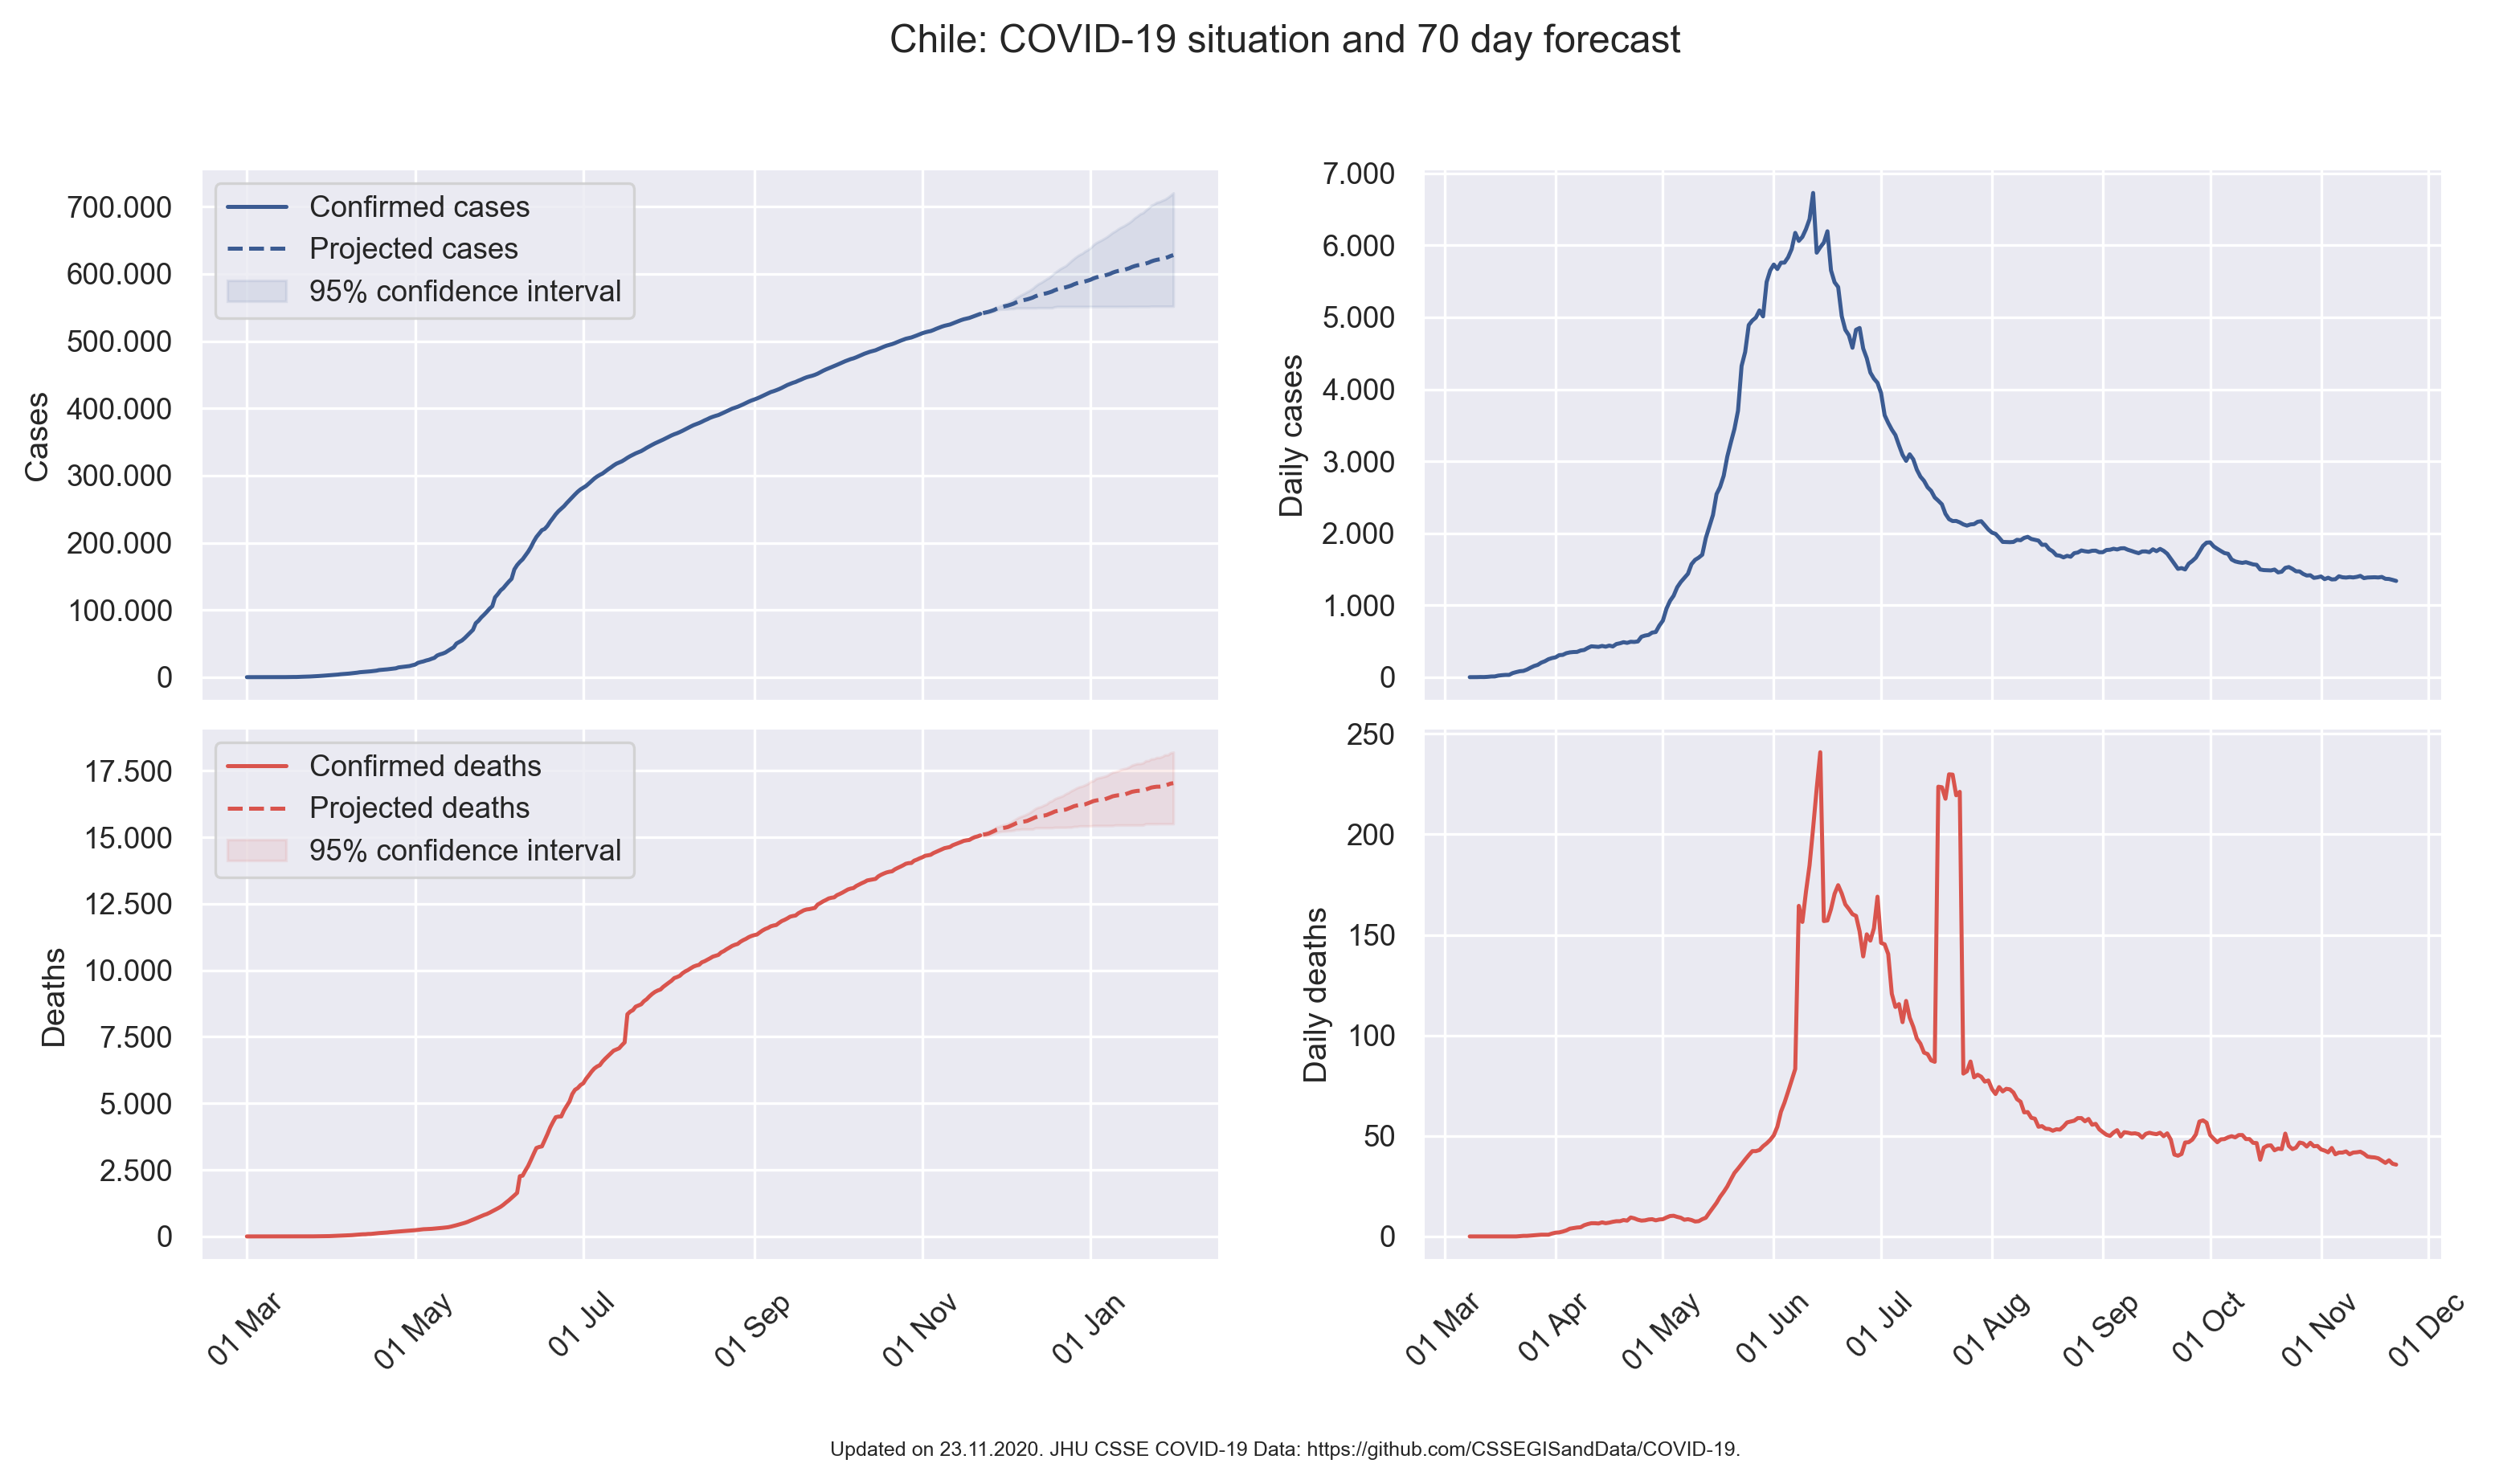 Chile: COVID-19 situation and 70 day forecast
Cases
700.000
600.000
500.000
400.000
300.000
200.000
100.000
0
Confirmed cases
Projected cases
95% confidence interval
Daily cases
7.000
6.000
5.000
4.000
3.000
2.000
1.000
0
Deaths
17.500
15.000
12.500
10.000
7.500
5.000
2.500
0
Confirmed deaths
Projected deaths
95% confidence interval
01 Mar
01 May
01 Jul
01 Sep
01 Nov
01 Jan
Daily deaths
250
200
150
100
50
0
01 Mar
01 Apr
01 May
01 Jun
01 Jul
01 Aug
01 Sep
01 Oct
01 Nov
01 Dec
Updated on 23.11.2020. JHU CSSE COVID-19 Data: https://github.com/CSSEGISandData/COVID-19.